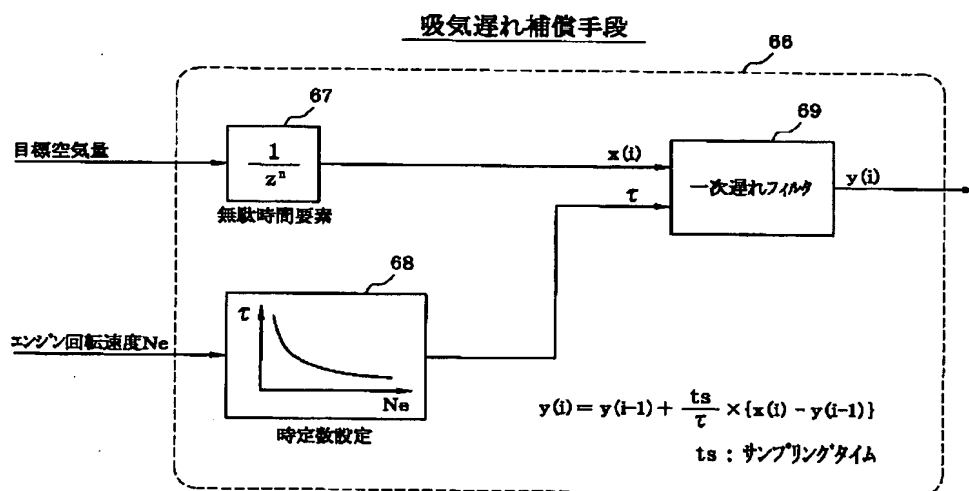 吸気遅れ補償手段
66
67
目標空気量
1
zⁿ
無駄時間要素
x(i)
τ
69
一次遅れフィルタ
y(i)
68
エンジン回転速度Ne
τ
Ne
時定数設定
y(i) = y(i-1) + ts/τ × {x(i) - y(i-1)}
ts : サンプリングタイム